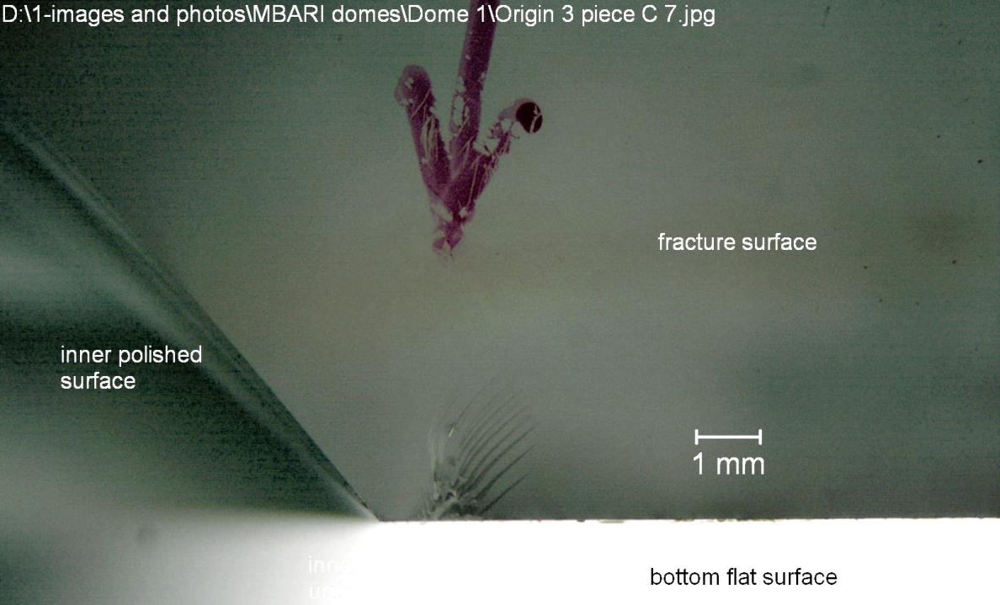 D:\1-images and photos\MBARI domes\Dome 1\Origin 3 piece C 7.jpg
fracture surface
inner polished
surface
1 mm
bottom flat surface